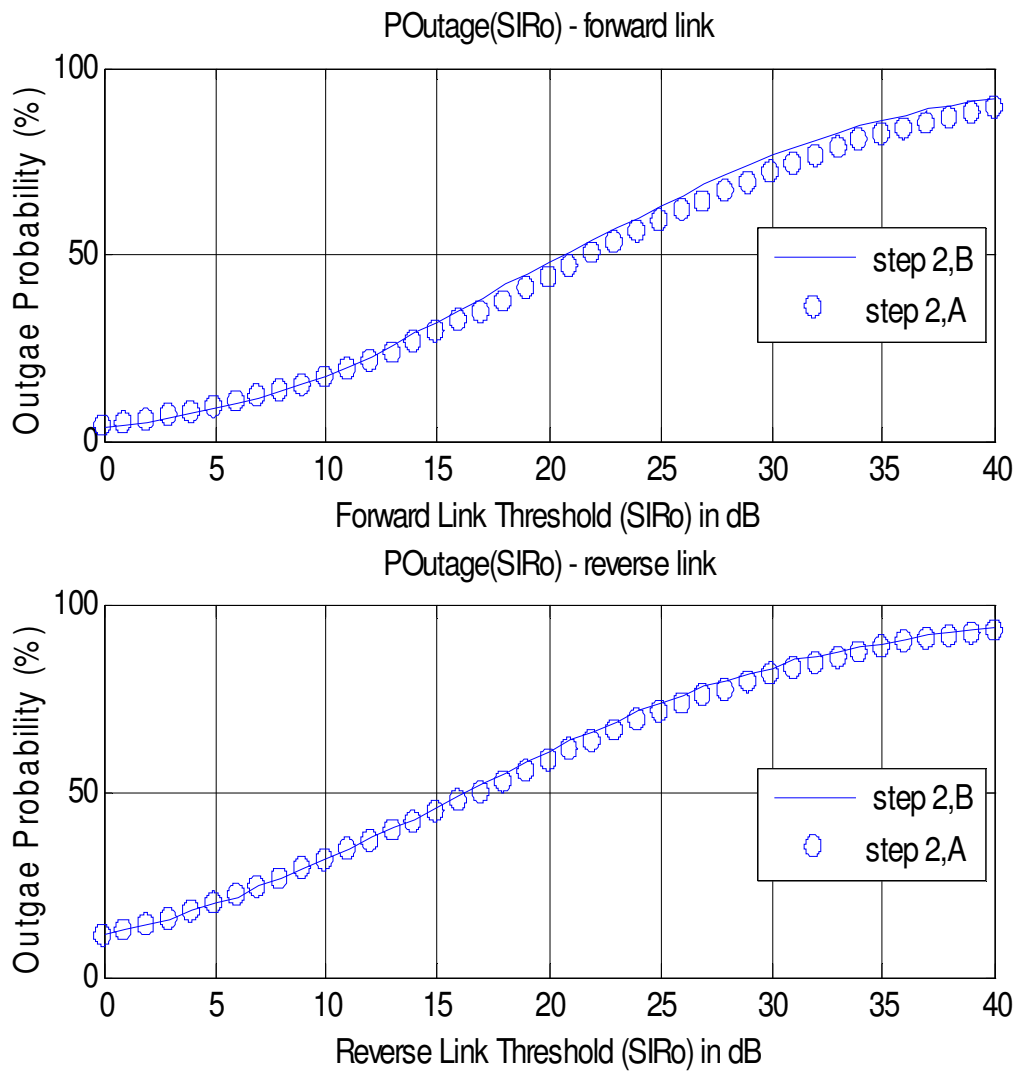 POutage(SIRo) - forward link
100
50
0
Outgae Probability (%)
0 5 10 15 20 25 30 35 40
Forward Link Threshold (SIRo) in dB
step 2,B
step 2,A
POutage(SIRo) - reverse link
100
50
0
Outgae Probability (%)
0 5 10 15 20 25 30 35 40
Reverse Link Threshold (SIRo) in dB
step 2,B
step 2,A